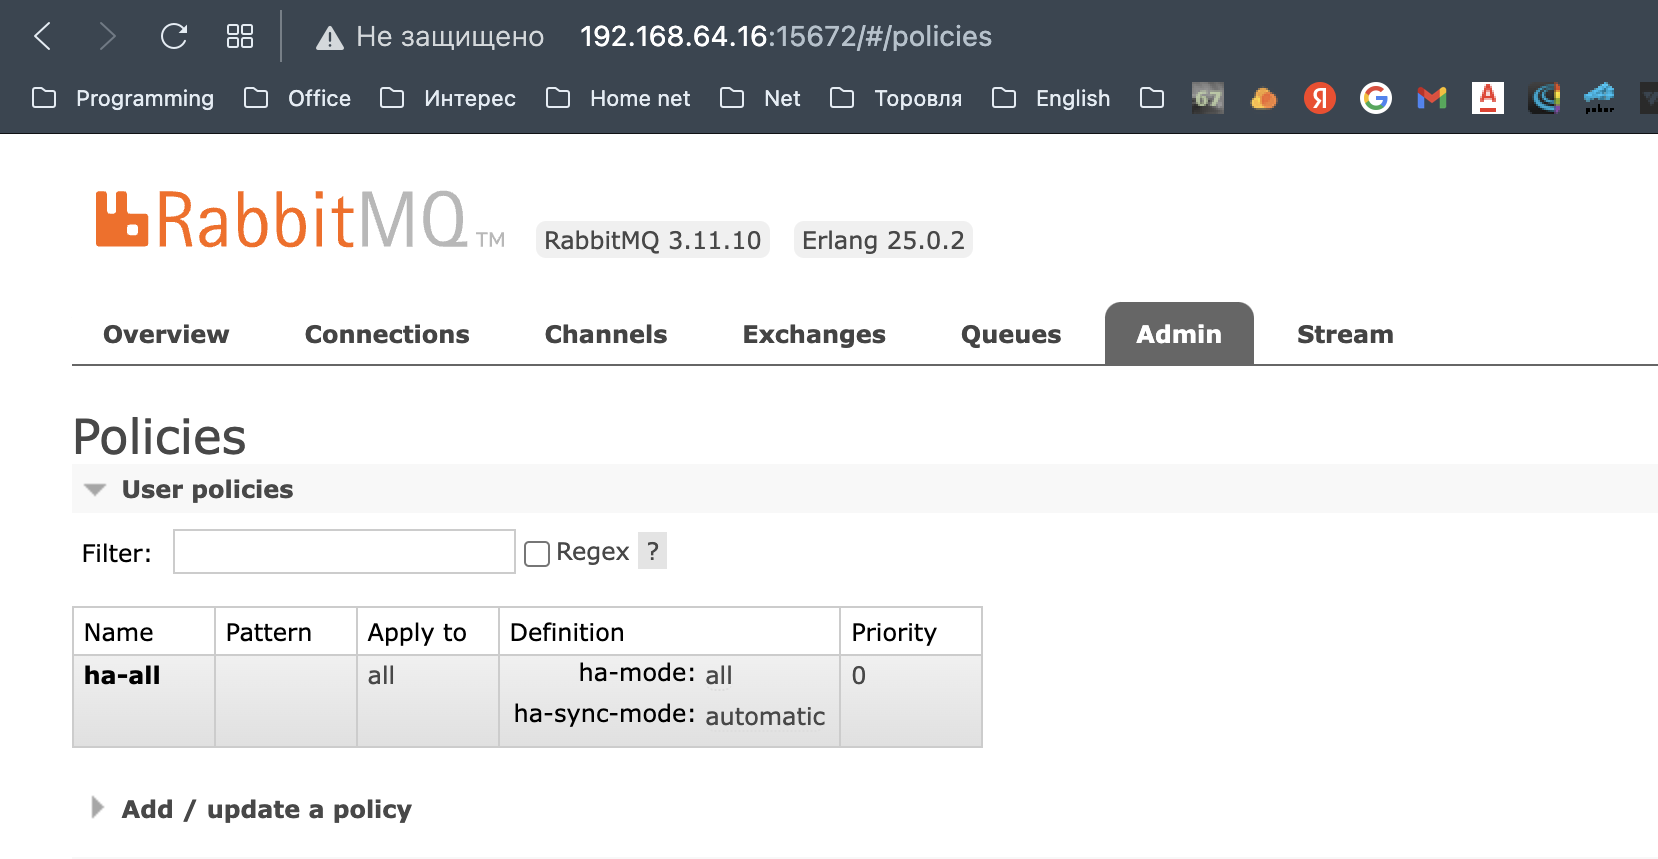 Не защищено 192.168.64.16:15672/#/policies
Programming Office Интерес Home net Net Торовля English 67 Я G M A
RabbitMQ TM RabbitMQ 3.11.10 Erlang 25.0.2
Overview Connections Channels Exchanges Queues Admin Stream
Policies
User policies
Filter: Regex ?
Name Pattern Apply to Definition Priority
ha-all all ha-mode: all 0
ha-sync-mode: automatic
Add / update a policy